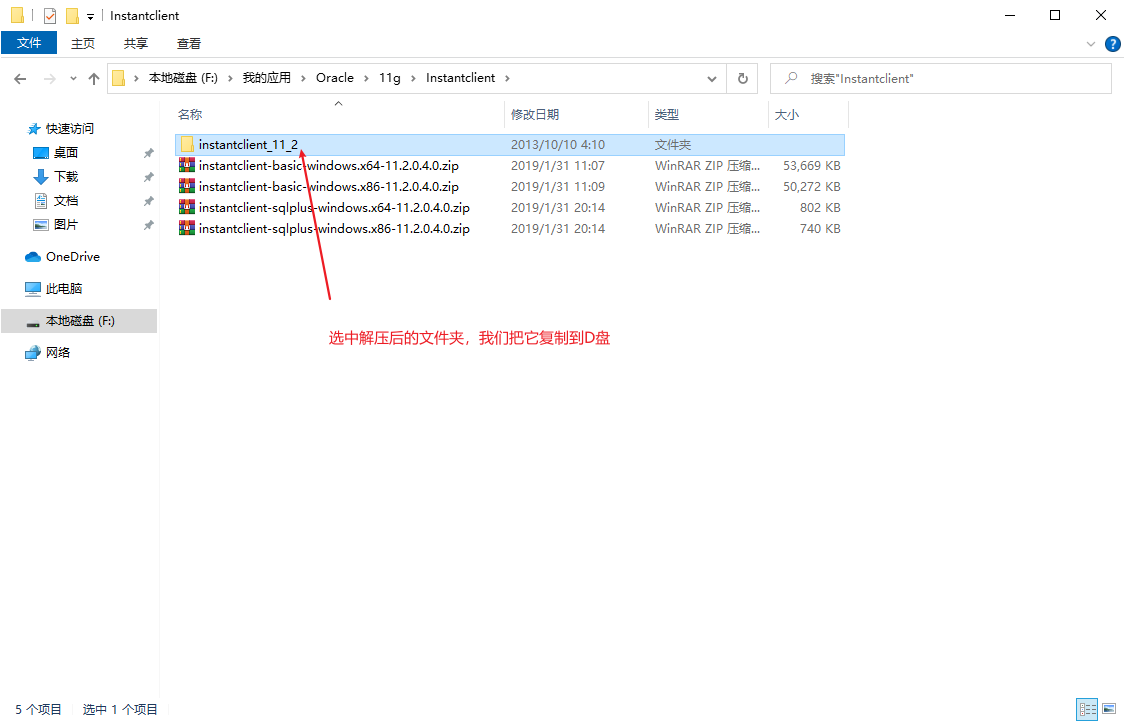 Instantclient
文件 主页 共享 查看
本地磁盘 (F:) 我的应用 Oracle 11g Instantclient
搜索"Instantclient"
名称 修改日期 类型 大小
快速访问
桌面
下载
文档
图片
OneDrive
此电脑
本地磁盘 (F:)
网络
instantclient_11_2 2013/10/10 4:10 文件夹
instantclient-basic-windows.x64-11.2.0.4.0.zip 2019/1/31 11:07 WinRAR ZIP 压缩... 53,669 KB
instantclient-basic-windows.x86-11.2.0.4.0.zip 2019/1/31 11:09 WinRAR ZIP 压缩... 50,272 KB
instantclient-sqlplus-windows.x64-11.2.0.4.0.zip 2019/1/31 20:14 WinRAR ZIP 压缩... 802 KB
instantclient-sqlplus-windows.x86-11.2.0.4.0.zip 2019/1/31 20:14 WinRAR ZIP 压缩... 740 KB
选中解压后的文件夹，我们把它复制到D盘
5 个项目 选中 1 个项目